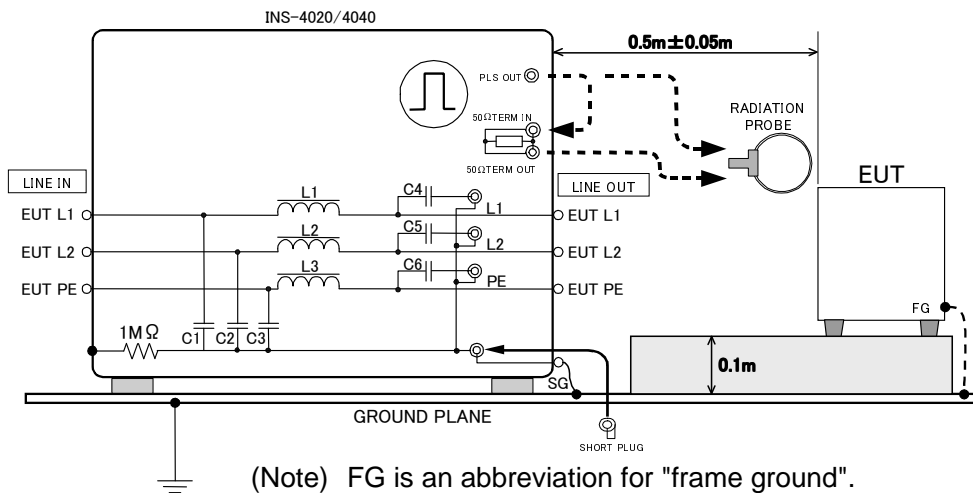 INS-4020/4040
0.5m±0.05m
PLS OUT
RADIATION
PROBE
50ΩTERM IN
50ΩTERM OUT
LINE IN
LINE OUT
EUT
L1
C4
EUT L1
L1
EUT L1
L2
C5
EUT L2
L2
EUT L2
L3
C6
EUT PE
PE
EUT PE
FG
1MΩ
C1
C2
C3
0.1m
SG
GROUND PLANE
SHORT PLUG
(Note) FG is an abbreviation for "frame ground".